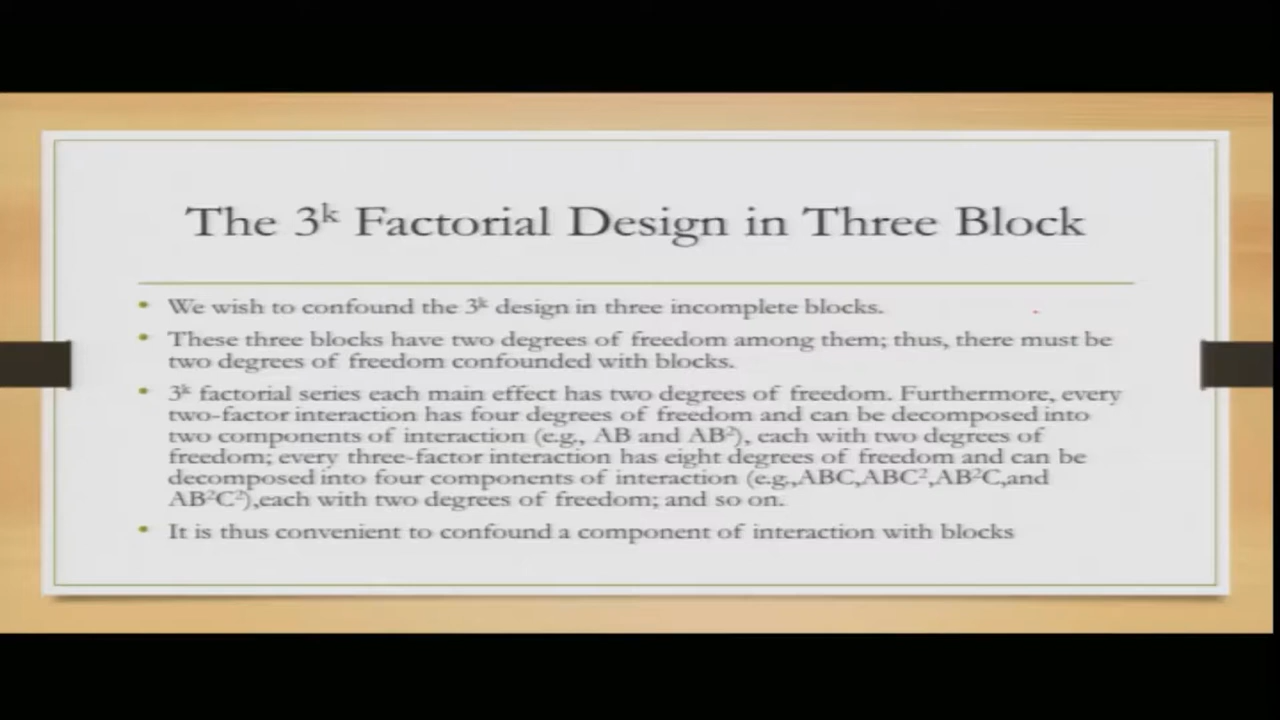 The 3ᵏ Factorial Design in Three Block
• We wish to confound the 3ᵏ design in three incomplete blocks.
• These three blocks have two degrees of freedom among them; thus, there must be
two degrees of freedom confounded with blocks.
• 3ᵏ factorial series each main effect has two degrees of freedom. Furthermore, every
two-factor interaction has four degrees of freedom and can be decomposed into
two components of interaction (e.g., AB and AB²), each with two degrees of
freedom; every three-factor interaction has eight degrees of freedom and can be
decomposed into four components of interaction (e.g.,ABC,ABC²,AB²C,and
AB²C²),each with two degrees of freedom; and so on.
• It is thus convenient to confound a component of interaction with blocks